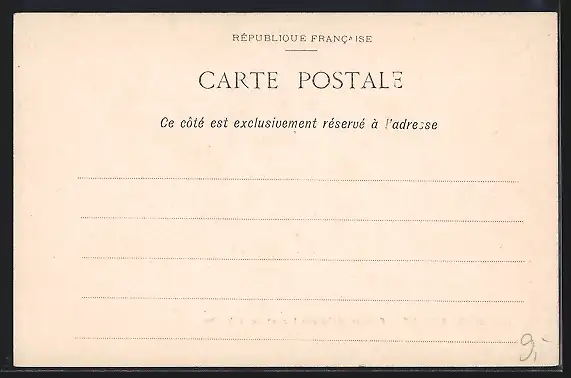 RÉPUBLIQUE FRANÇAISE
CARTE POSTALE
Ce côté est exclusivement réservé à l'adresse
9,-